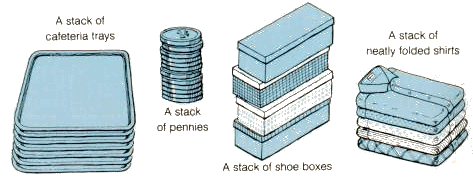 A stack of
cafeteria trays
A stack
of pennies
A stack of shoe boxes
A stack of
neatly folded shirts